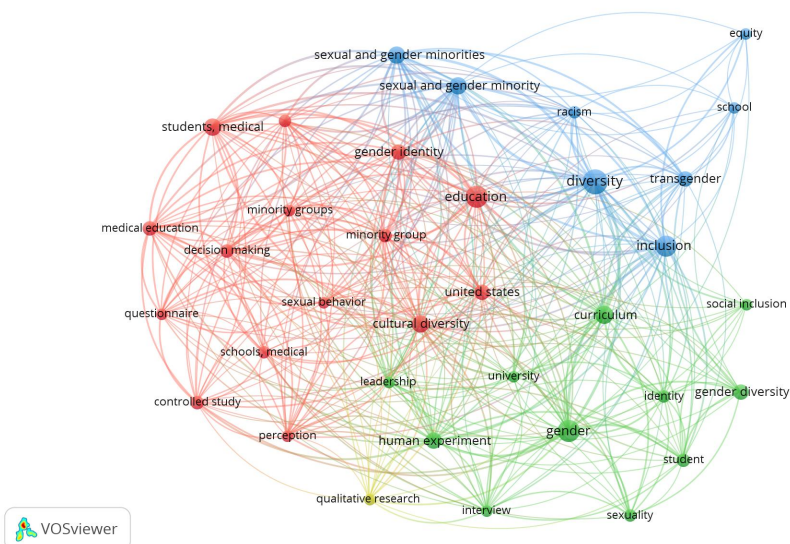 equity
sexual and gender minorities
sexual and gender minority
school
racism
students, medical
gender identity
transgender
diversity
education
minority groups
medical education
minority group
inclusion
decision making
united states
sexual behavior
social inclusion
questionnaire
curriculum
cultural diversity
schools, medical
university
leadership
gender diversity
identity
controlled study
gender
perception
human experiment
student
qualitative research
interview
sexuality
VOSviewer